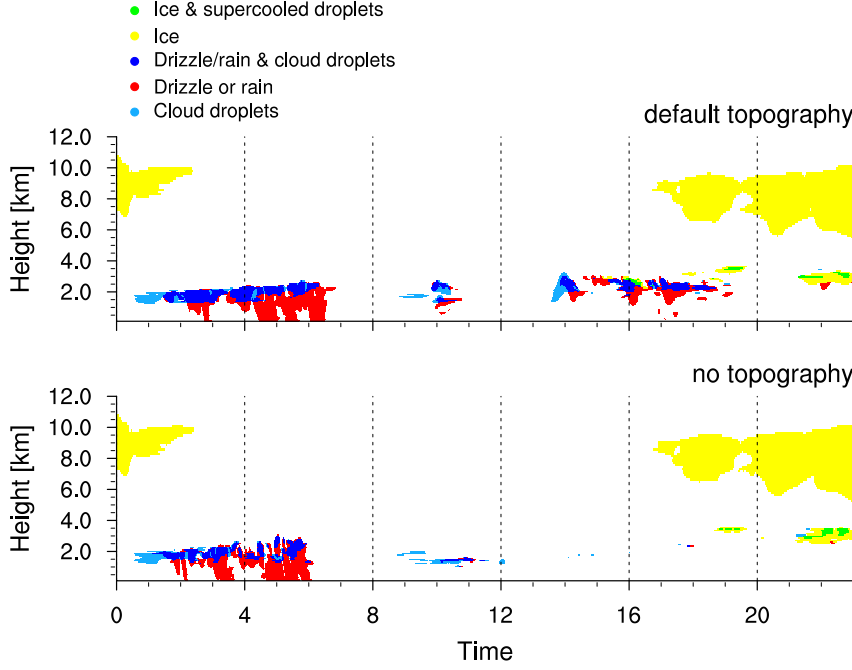 Ice & supercooled droplets
Ice
Drizzle/rain & cloud droplets
Drizzle or rain
Cloud droplets
default topography
12.0
10.0
8.0
6.0
4.0
2.0
Height [km]
no topography
12.0
10.0
8.0
6.0
4.0
2.0
Height [km]
0 4 8 12 16 20
Time